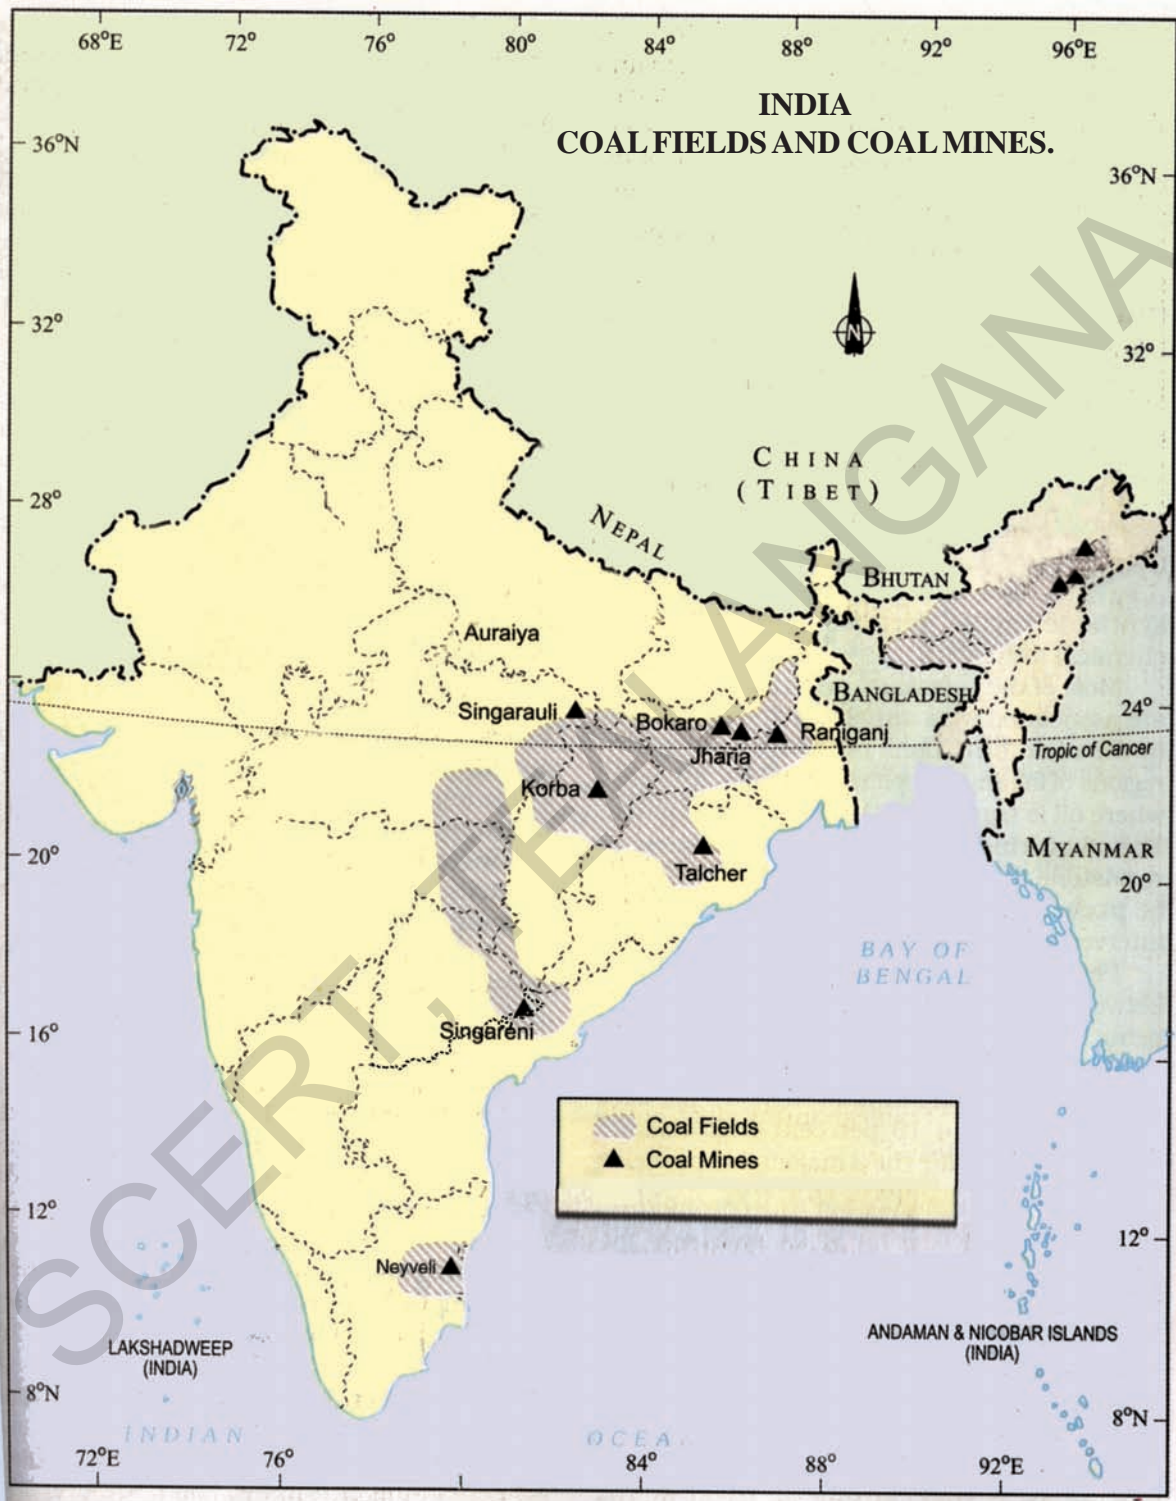 68°E 72° 76° 80° 84° 88° 92° 96°E
INDIA
COAL FIELDS AND COAL MINES.
36°N
36°N
N
32°
32°
CHINA
(TIBET)
28°
NEPAL
BHUTAN
Auraiya
BANGLADESH
24°
Singarauli
Bokaro
Raniganj
Jharia
Tropic of Cancer
Korba
20°
MYANMAR
Talcher
20°
BAY OF
BENGAL
16°
Singareni
Coal Fields
Coal Mines
12°
12°
Neyveli
LAKSHADWEEP
(INDIA)
ANDAMAN & NICOBAR ISLANDS
(INDIA)
8°N
8°N
INDIAN
OCEA
72°E 76° 84° 88° 92°E
SCERT, TELANGANA